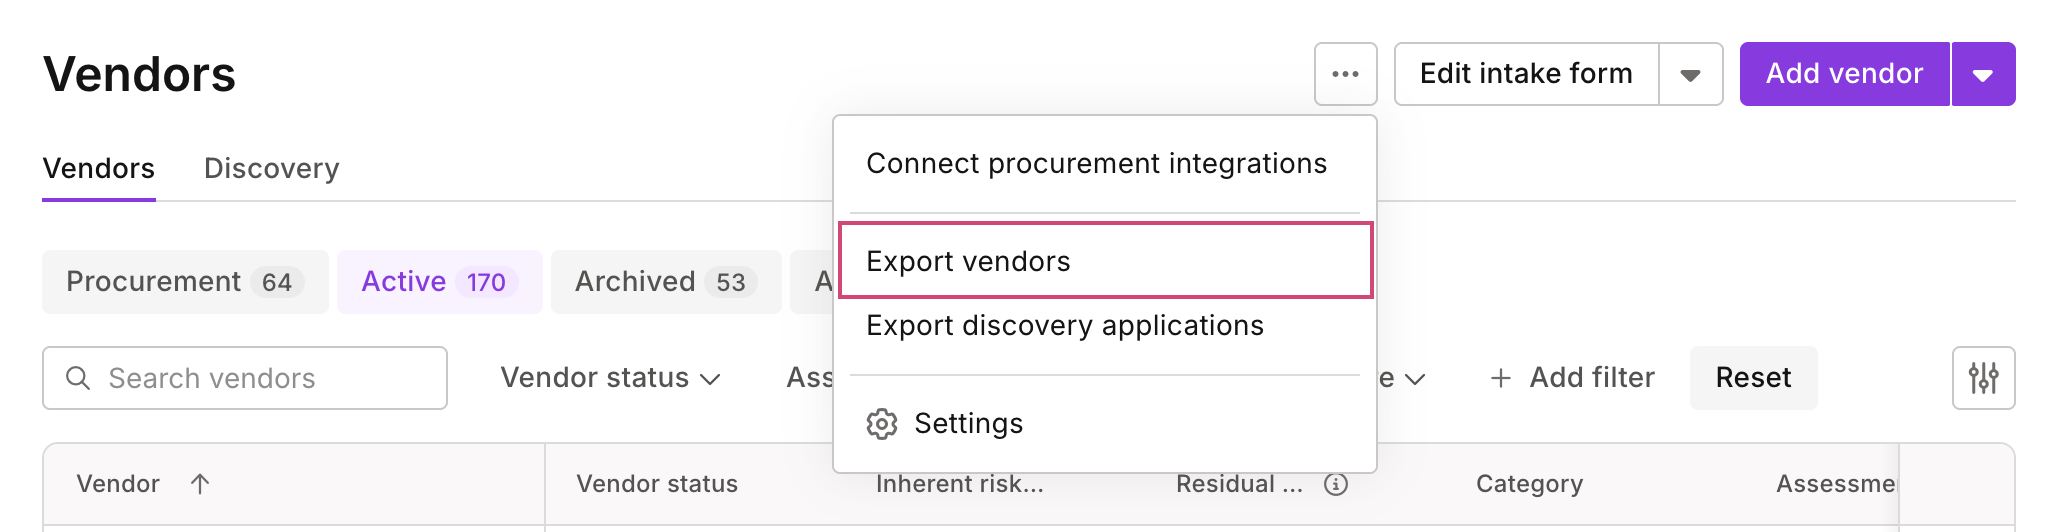 Vendors
Edit intake form
Add vendor
Vendors
Discovery
Connect procurement integrations
Export vendors
Export discovery applications
Settings
Procurement 64
Active 170
Archived 53
Search vendors
Vendor status
+ Add filter
Reset
Vendor ↑
Vendor status
Inherent risk...
Residual ...
Category